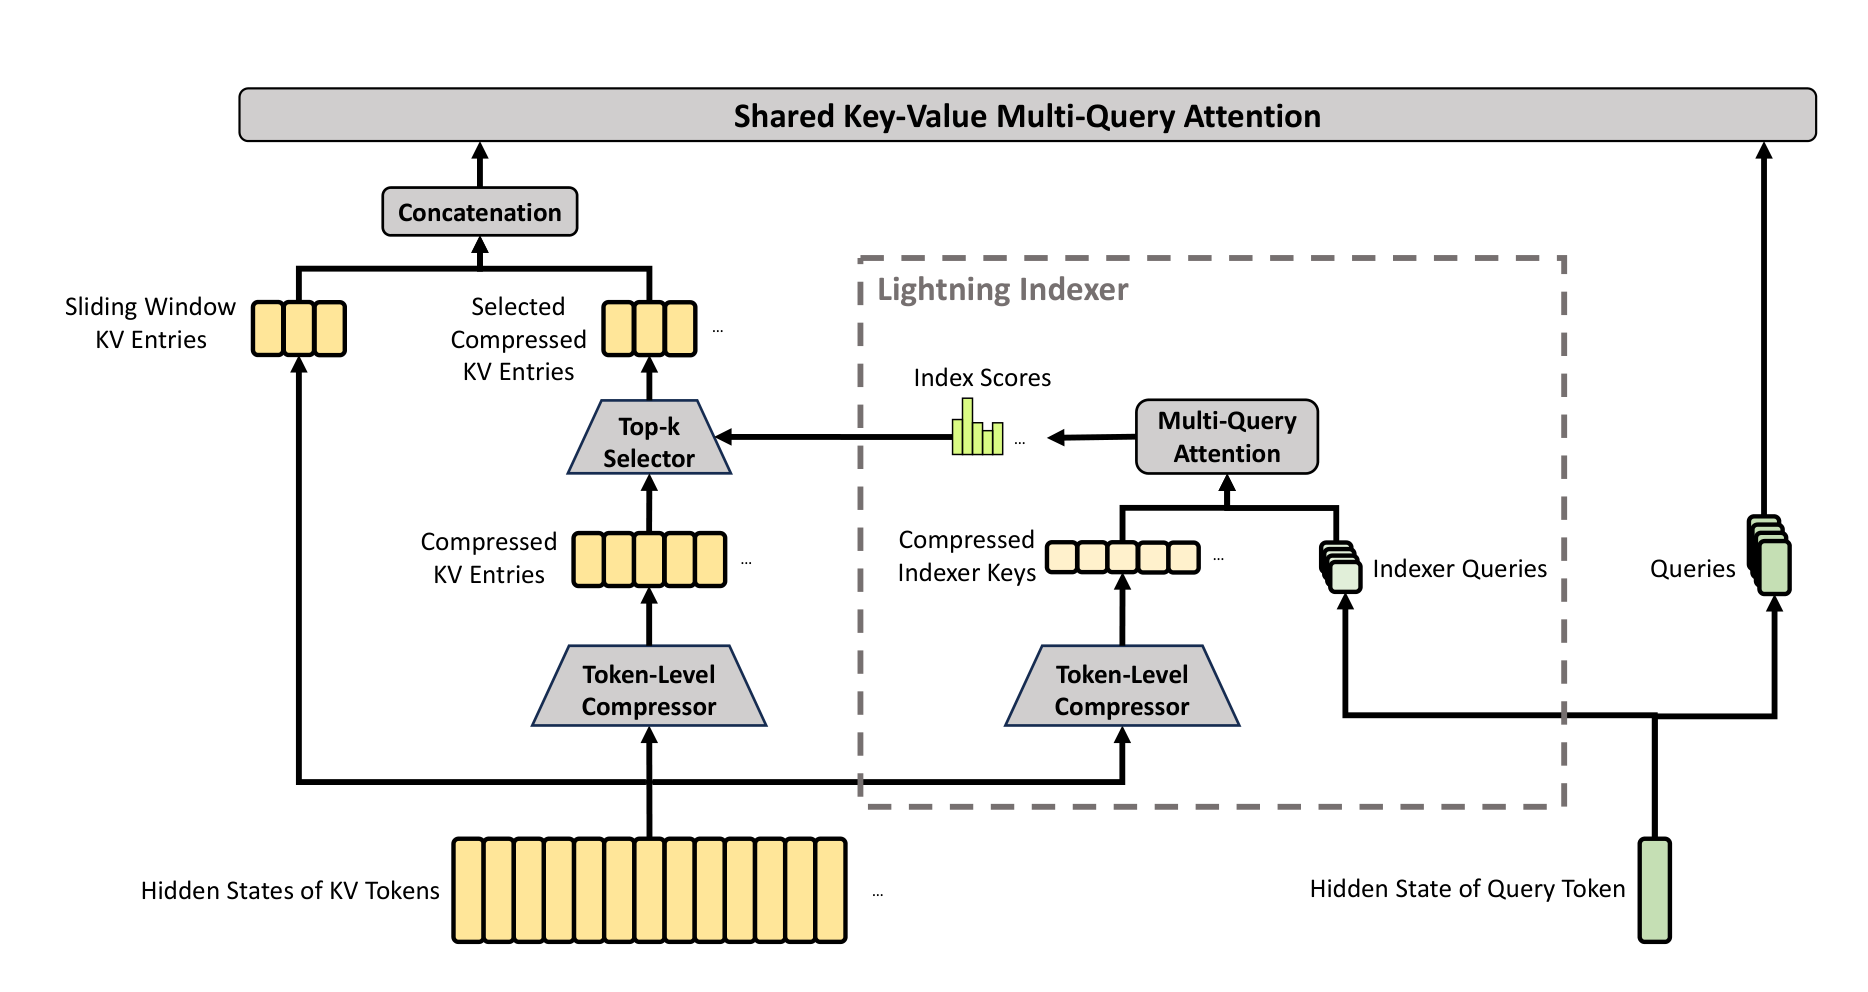 Shared Key-Value Multi-Query Attention
Concatenation
Sliding Window
KV Entries
Selected
Compressed
KV Entries
...
Lightning Indexer
Top-k
Selector
Index Scores
...
Multi-Query
Attention
Compressed
KV Entries
...
Compressed
Indexer Keys
...
Indexer Queries
Queries
Token-Level
Compressor
Token-Level
Compressor
Hidden States of KV Tokens
...
Hidden State of Query Token